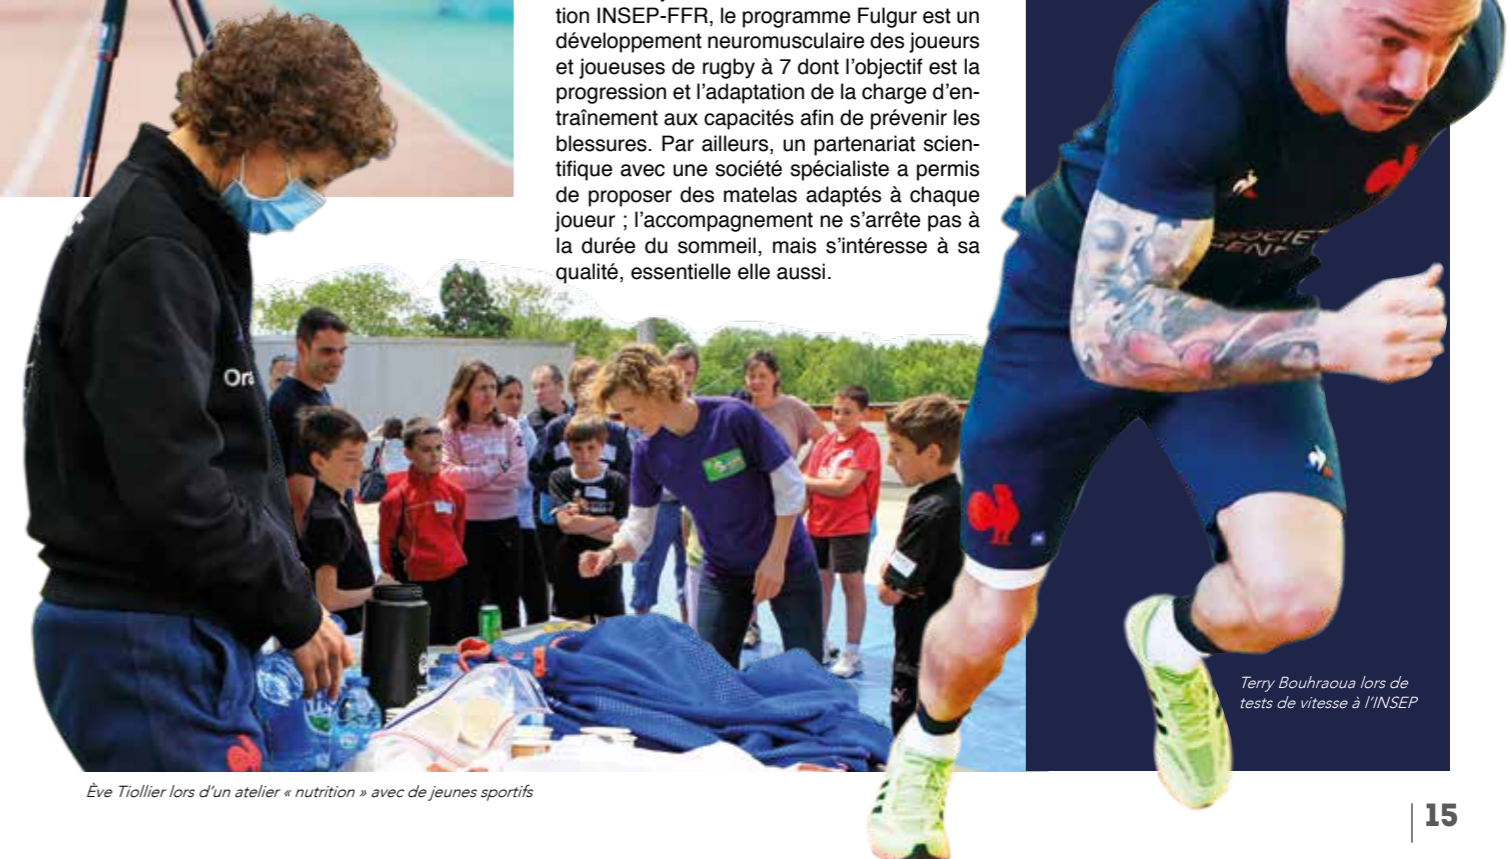 tion INSEP-FFR, le programme Fulgur est un
développement neuromusculaire des joueurs
et joueuses de rugby à 7 dont l’objectif est la
progression et l’adaptation de la charge d’en-
traînement aux capacités afin de prévenir les
blessures. Par ailleurs, un partenariat scien-
tifique avec une société spécialiste a permis
de proposer des matelas adaptés à chaque
joueur ; l’accompagnement ne s’arrête pas à
la durée du sommeil, mais s’intéresse à sa
qualité, essentielle elle aussi.
Ora
Terry Bouhraoua lors de
tests de vitesse à l’INSEP
Ève Tiollier lors d’un atelier « nutrition » avec de jeunes sportifs
15